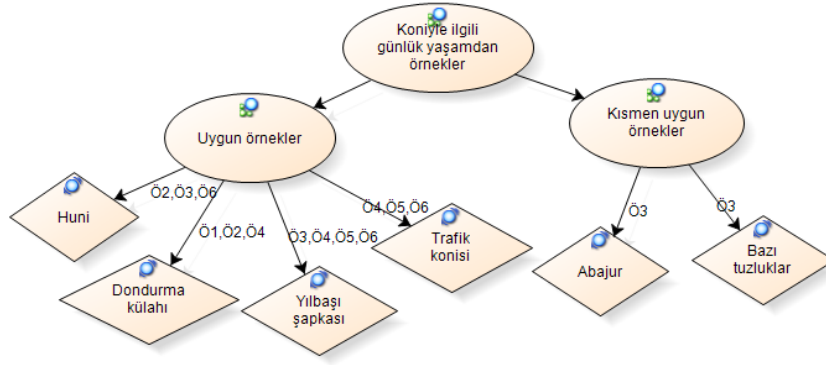 Koniyle ilgili
günlük yaşamdan
örnekler
Uygun örnekler
Kısmen uygun
örnekler
Ö2,Ö3,Ö6
Ö1,Ö2,Ö4
Ö3,Ö4,Ö5,Ö6
Ö4,Ö5,Ö6
Ö3
Ö3
Huni
Dondurma
külahı
Yılbaşı
şapkası
Trafik
konisi
Abajur
Bazı
tuzluklar